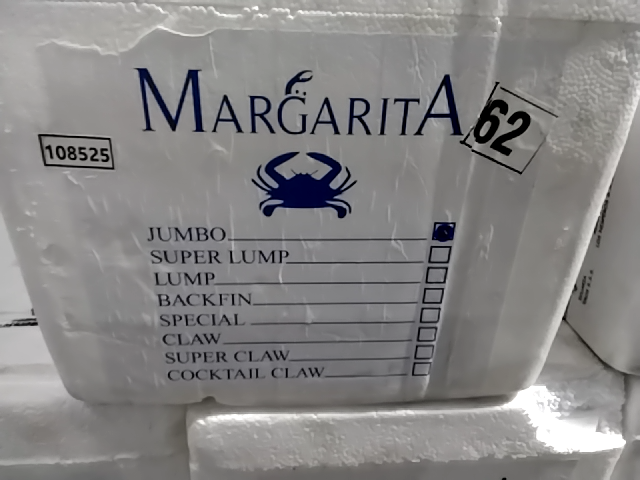 MARGARITA
62
108525
JUMBO
SUPER LUMP
LUMP
BACKFIN
SPECIAL
CLAW
SUPER CLAW
COCKTAIL CLAW